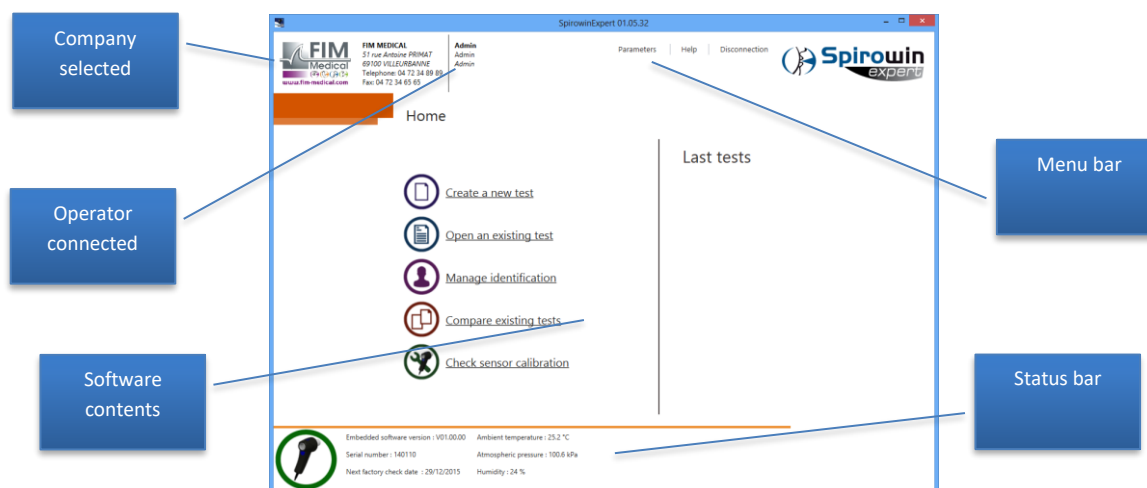 Company
selected
SpirowinExpert 01.05.32
FIM
Medical
www.fim-medical.com
FIM MEDICAL
51 rue Antoine PRIMAT
69100 VILLEURBANNE
Telephone: 04 72 34 89 89
Fax: 04 72 34 65 65
Admin
Admin
Admin
Parameters
Help
Disconnection
Spirowin
expert
Home
Last tests
Menu bar
Operator
connected
Create a new test
Open an existing test
Manage identification
Compare existing tests
Check sensor calibration
Software
contents
Status bar
Embedded software version : V01.00.00
Ambient temperature : 25.2 °C
Serial number : 140110
Atmospheric pressure : 100.6 kPa
Next factory check date : 29/12/2015
Humidity : 24 %